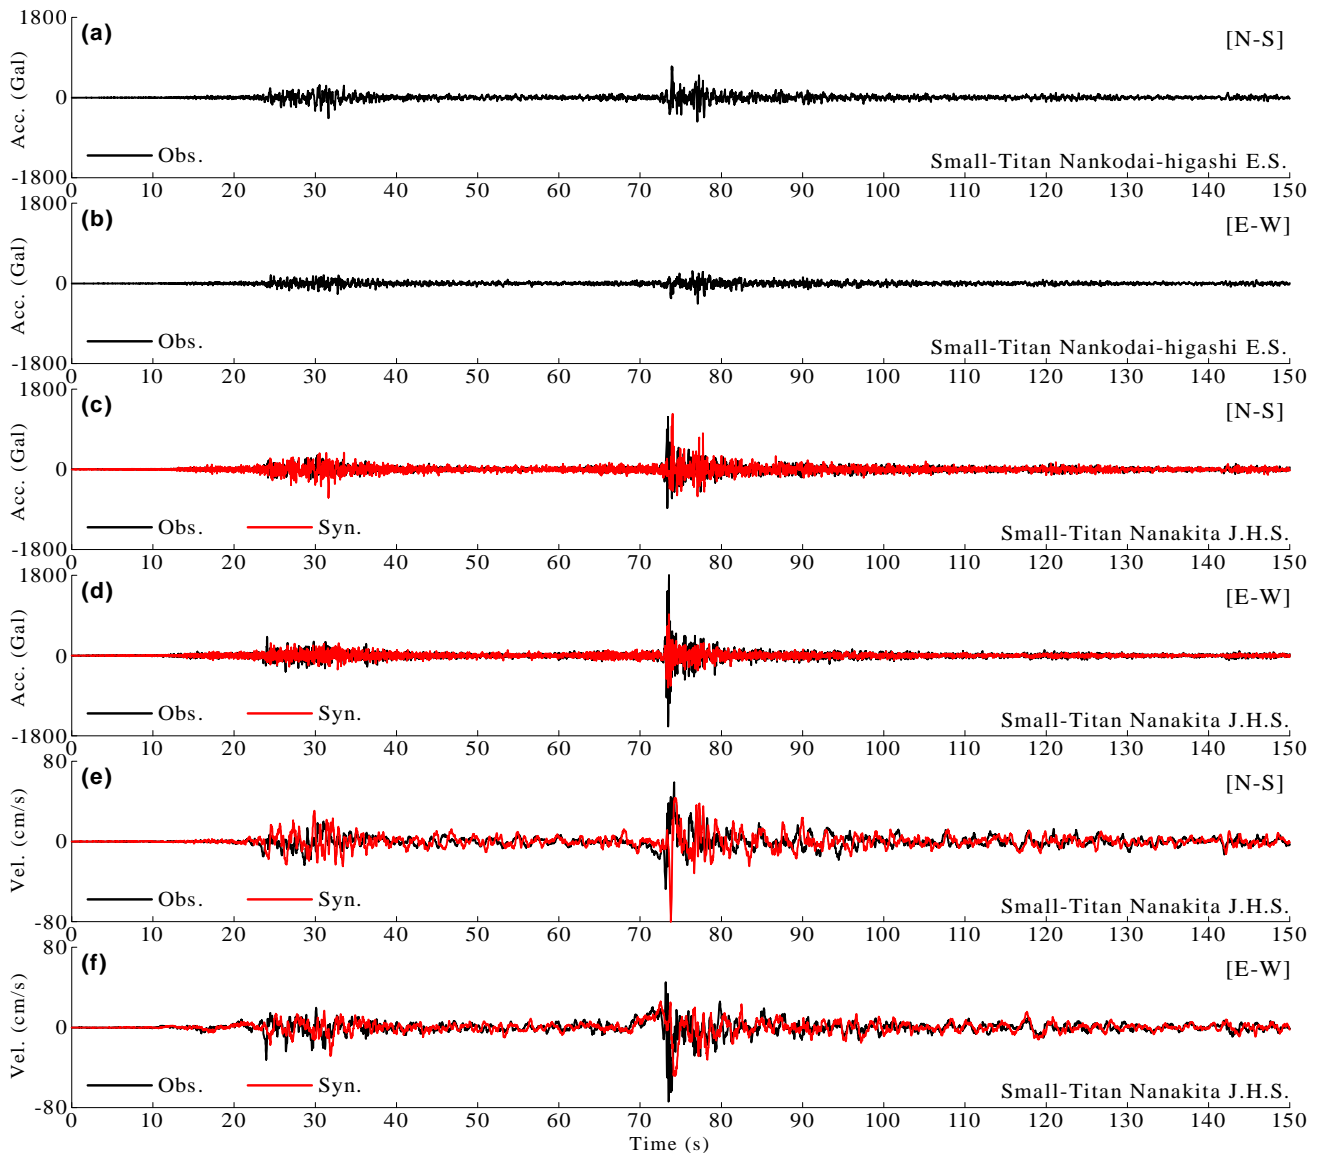 1800
(a)
[N-S]
Acc. (Gal)
0
Obs.
Small-Titan Nankodai-higashi E.S.
-1800
0 10 20 30 40 50 60 70 80 90 100 110 120 130 140 150
1800
(b)
[E-W]
Acc. (Gal)
0
Obs.
Small-Titan Nankodai-higashi E.S.
-1800
0 10 20 30 40 50 60 70 80 90 100 110 120 130 140 150
1800
(c)
[N-S]
Acc. (Gal)
0
Obs. Syn.
Small-Titan Nanakita J.H.S.
-1800
0 10 20 30 40 50 60 70 80 90 100 110 120 130 140 150
1800
(d)
[E-W]
Acc. (Gal)
0
Obs. Syn.
Small-Titan Nanakita J.H.S.
-1800
0 10 20 30 40 50 60 70 80 90 100 110 120 130 140 150
80
(e)
[N-S]
Vel. (cm/s)
0
Obs. Syn.
Small-Titan Nanakita J.H.S.
-80
0 10 20 30 40 50 60 70 80 90 100 110 120 130 140 150
80
(f)
[E-W]
Vel. (cm/s)
0
Obs. Syn.
Small-Titan Nanakita J.H.S.
-80
0 10 20 30 40 50 60 70 80 90 100 110 120 130 140 150
Time (s)